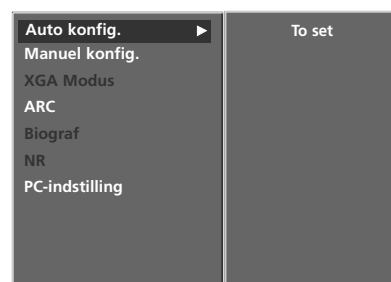 Auto konfig. ► To set
Manuel konfig.
XGA Modus
ARC
Biograf
NR
PC-indstilling